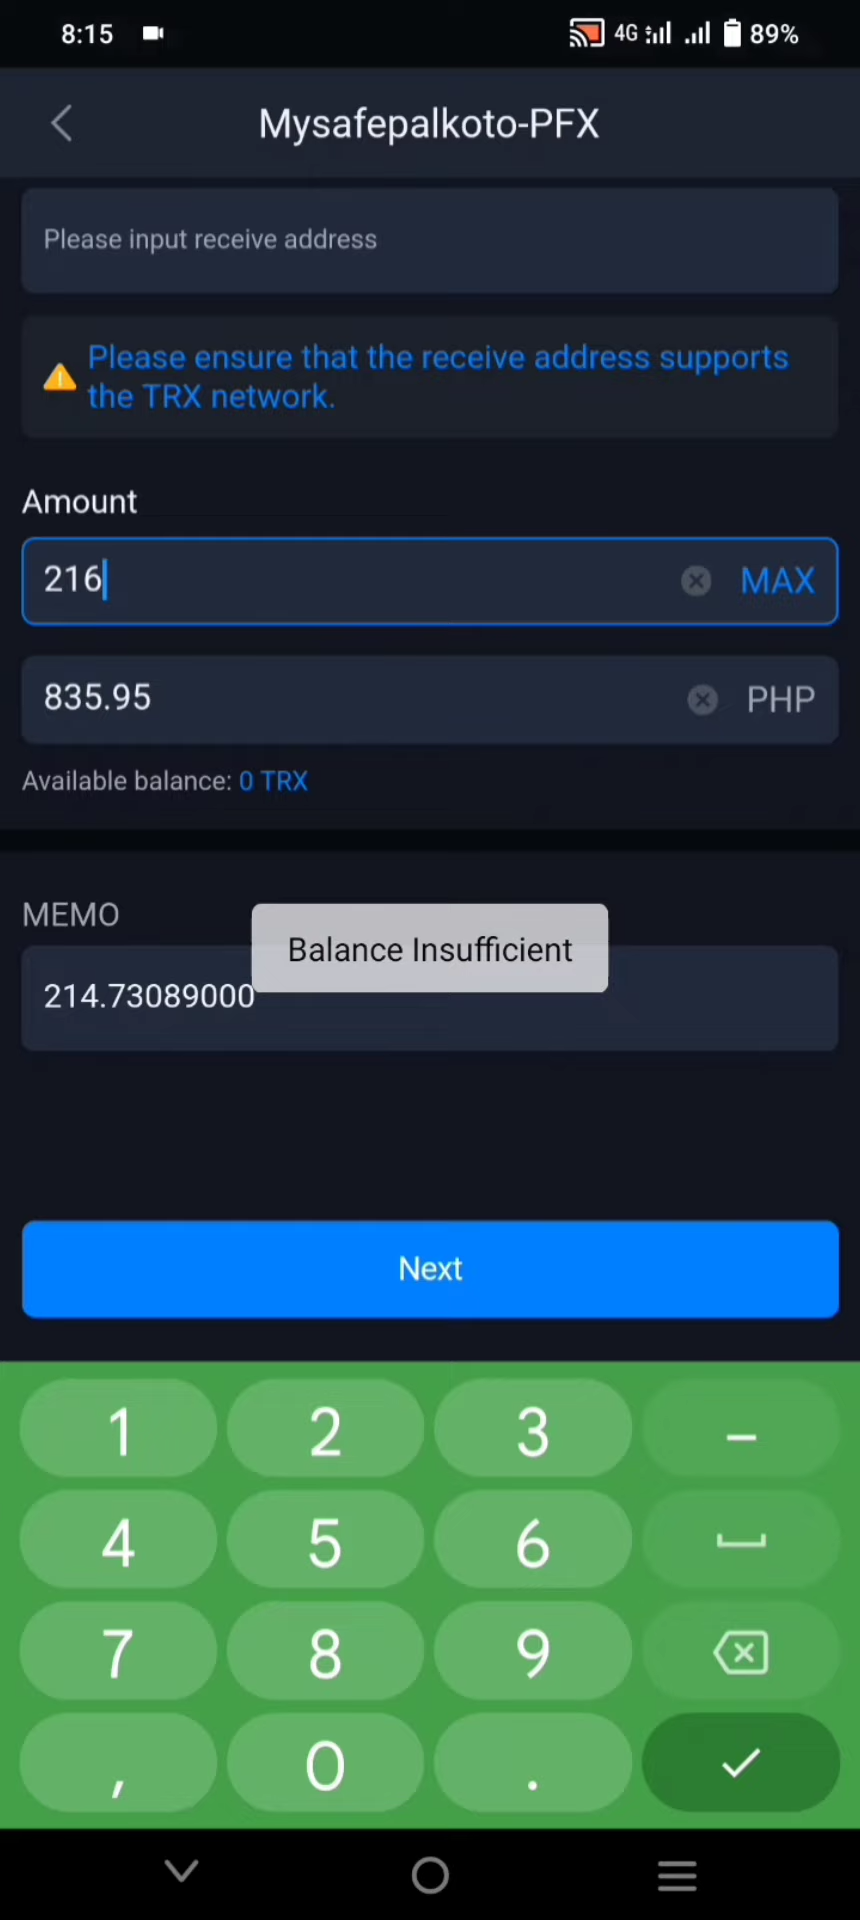 8:15 4G 89%
Mysafepalkoto-PFX
Please input receive address
Please ensure that the receive address supports
the TRX network.
Amount
216 MAX
835.95 PHP
Available balance: 0 TRX
MEMO
Balance Insufficient
214.73089000
Next
1 2 3 –
4 5 6
7 8 9
, 0 .